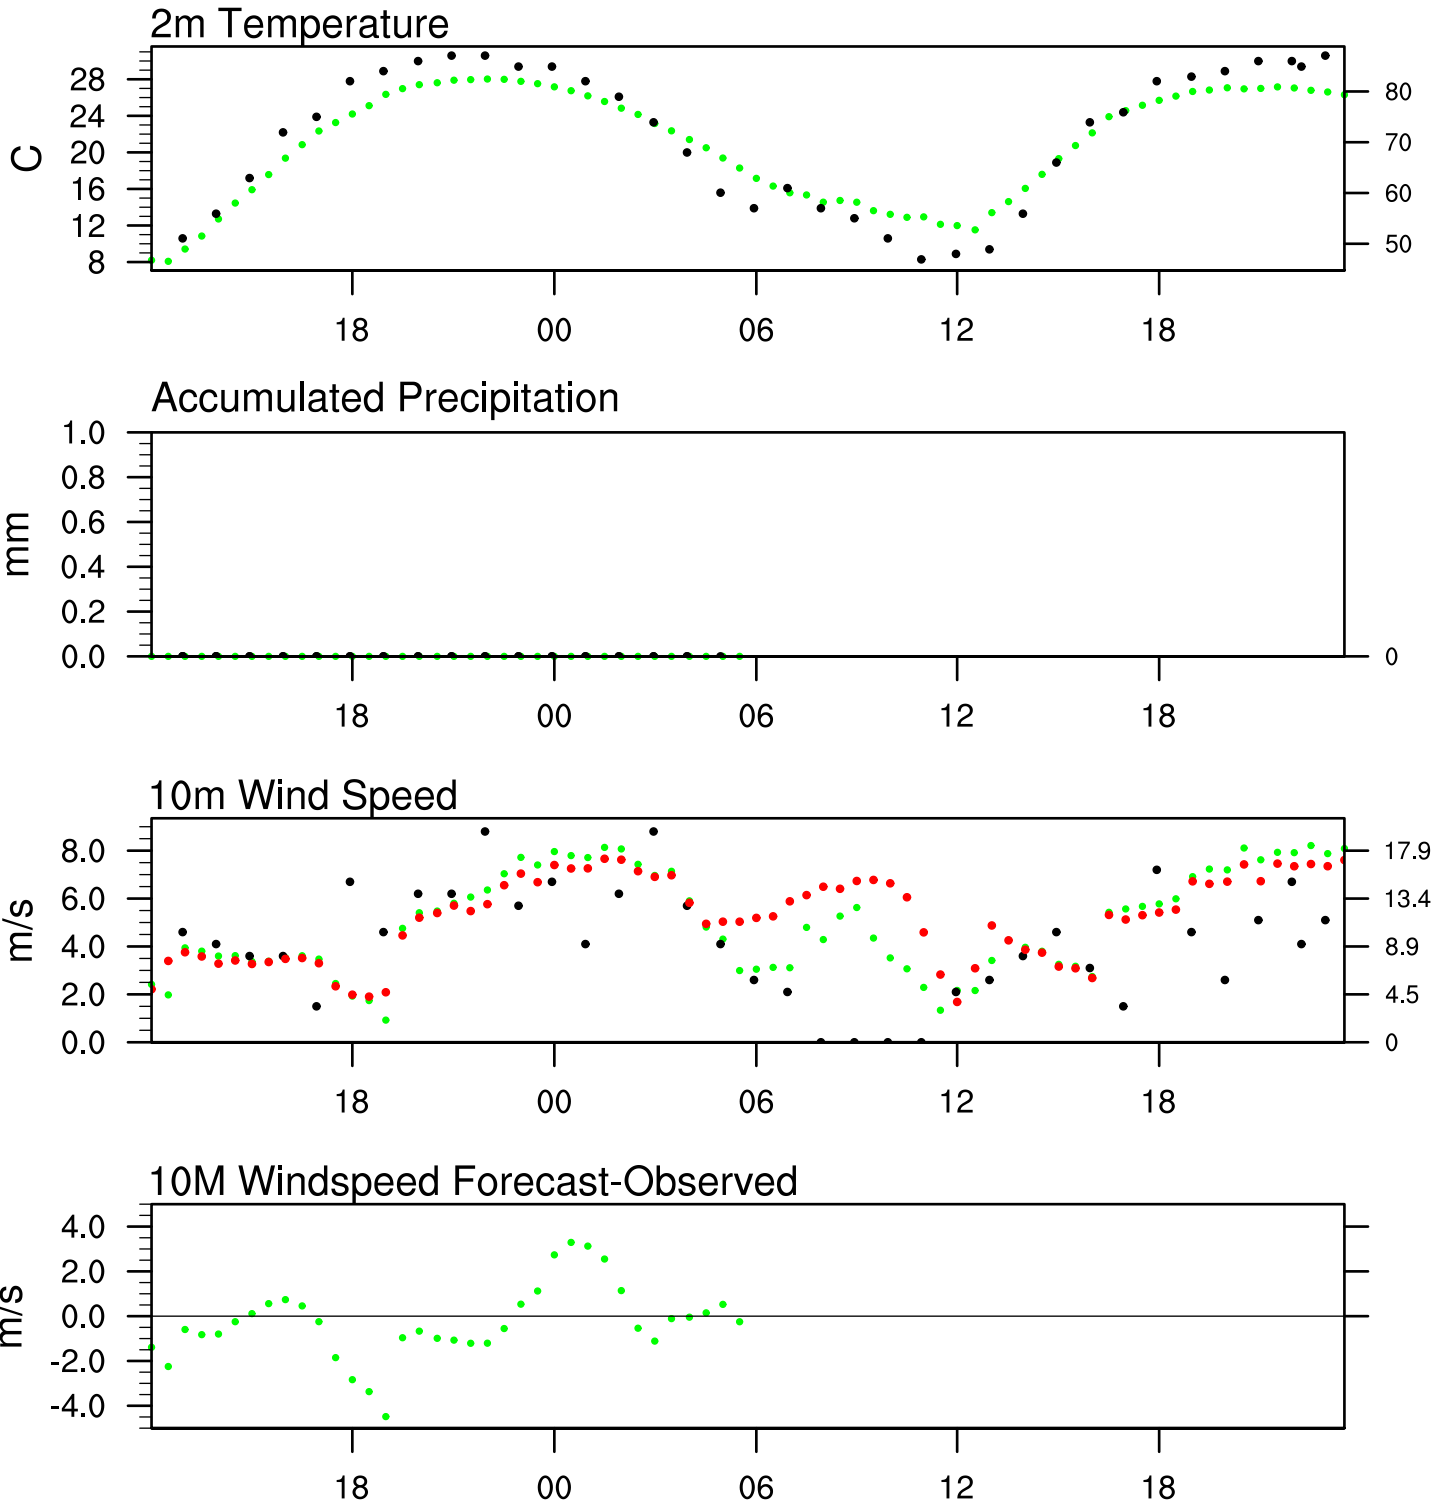 2m Temperature
28
24
20
16
12
8
C
80
70
60
50
18 00 06 12 18
Accumulated Precipitation
1.0
0.8
0.6
0.4
0.2
0.0
mm
0
18 00 06 12 18
10m Wind Speed
8.0
6.0
4.0
2.0
0.0
m/s
17.9
13.4
8.9
4.5
0
18 00 06 12 18
10M Windspeed Forecast-Observed
4.0
2.0
0.0
-2.0
-4.0
m/s
18 00 06 12 18